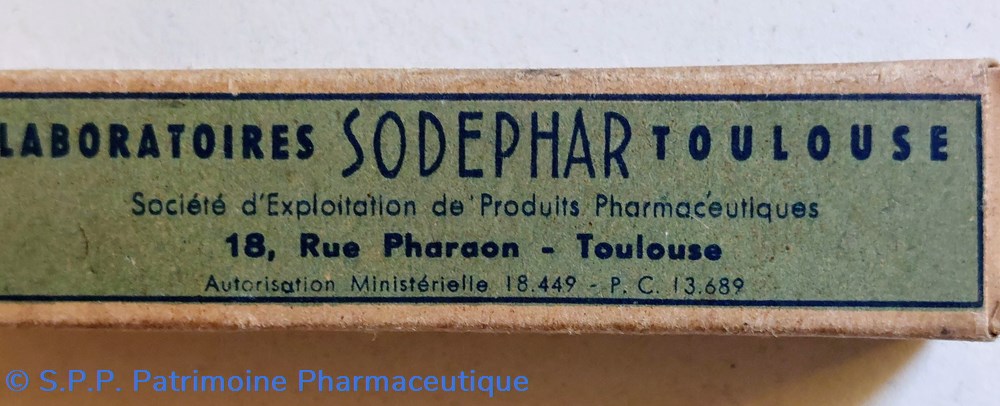 LABORATOIRES SODEPHAR TOULOUSE
Société d'Exploitation de Produits Pharmaceutiques
18, Rue Pharaon - Toulouse
Autorisation Ministérielle 18.449 - P. C. 13.689
© S.P.P. Patrimoine Pharmaceutique